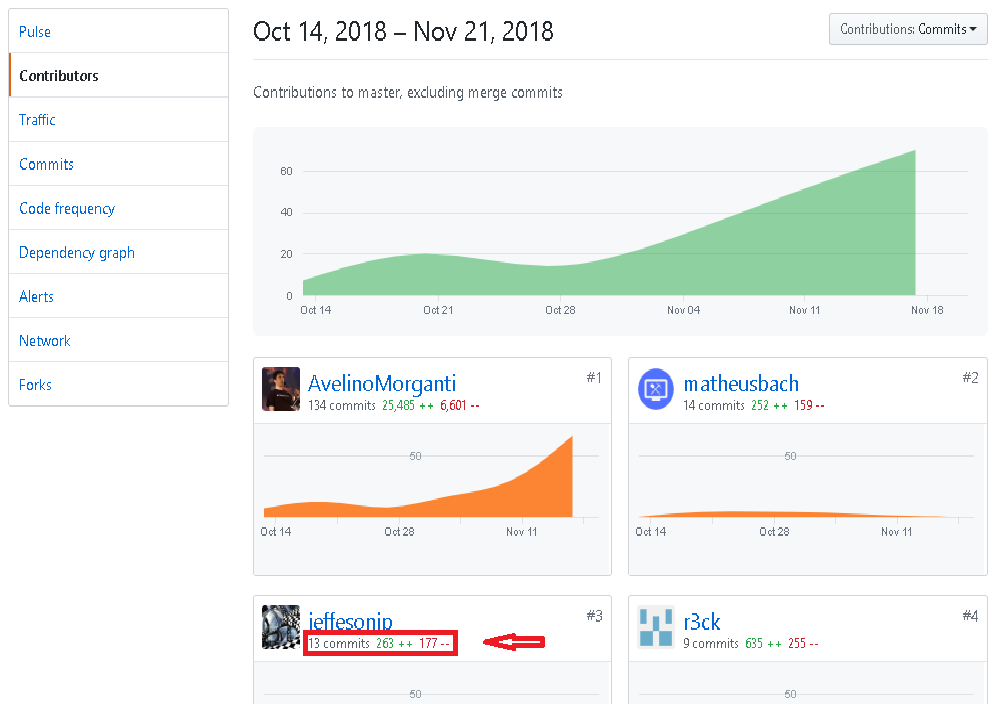 Pulse
Contributors
Traffic
Commits
Code frequency
Dependency graph
Alerts
Network
Forks
Oct 14, 2018 – Nov 21, 2018
Contributions: Commits
Contributions to master, excluding merge commits
60
40
20
0
Oct 14 Oct 21 Oct 28 Nov 04 Nov 11 Nov 18
AvelinoMorganti #1
134 commits 25,485 ++ 6,601 --
50
Oct 14 Oct 28 Nov 11
matheusbach #2
14 commits 252 ++ 159 --
50
Oct 14 Oct 28 Nov 11
jeffesonip #3
13 commits 263 ++ 177 --
50
r3ck #4
9 commits 635 ++ 255 --
50